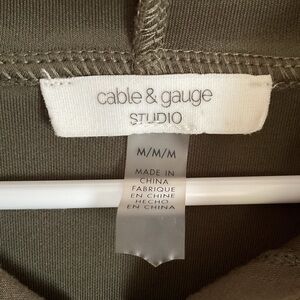 cable & gauge
STUDIO
M/M/M
MADE IN
CHINA
FABRIQUE
EN CHINE
HECHO
EN CHINA